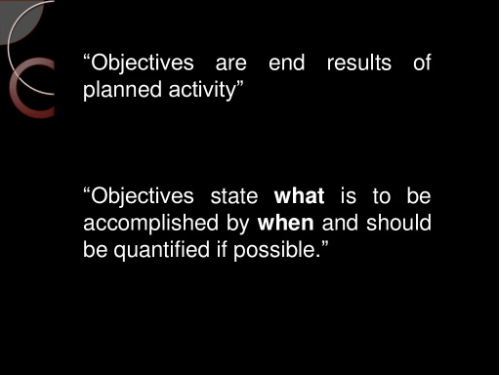 “Objectives are end results of
planned activity”
“Objectives state what is to be
accomplished by when and should
be quantified if possible.”